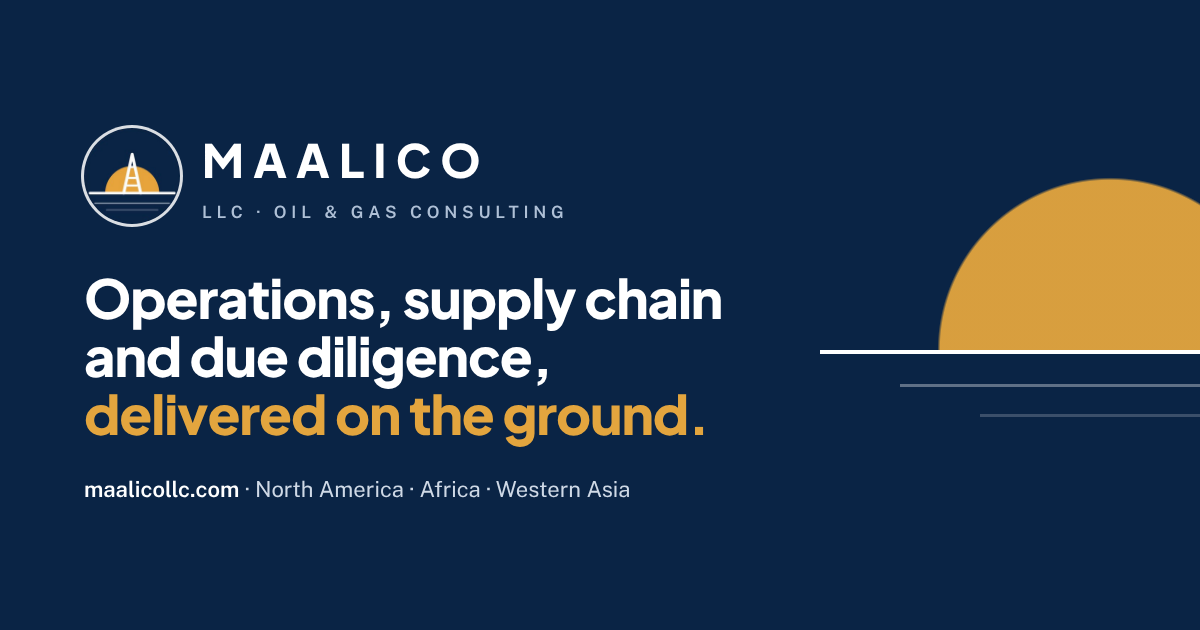 MAALICO
LLC · OIL & GAS CONSULTING
Operations, supply chain
and due diligence,
delivered on the ground.
maalicollc.com · North America · Africa · Western Asia